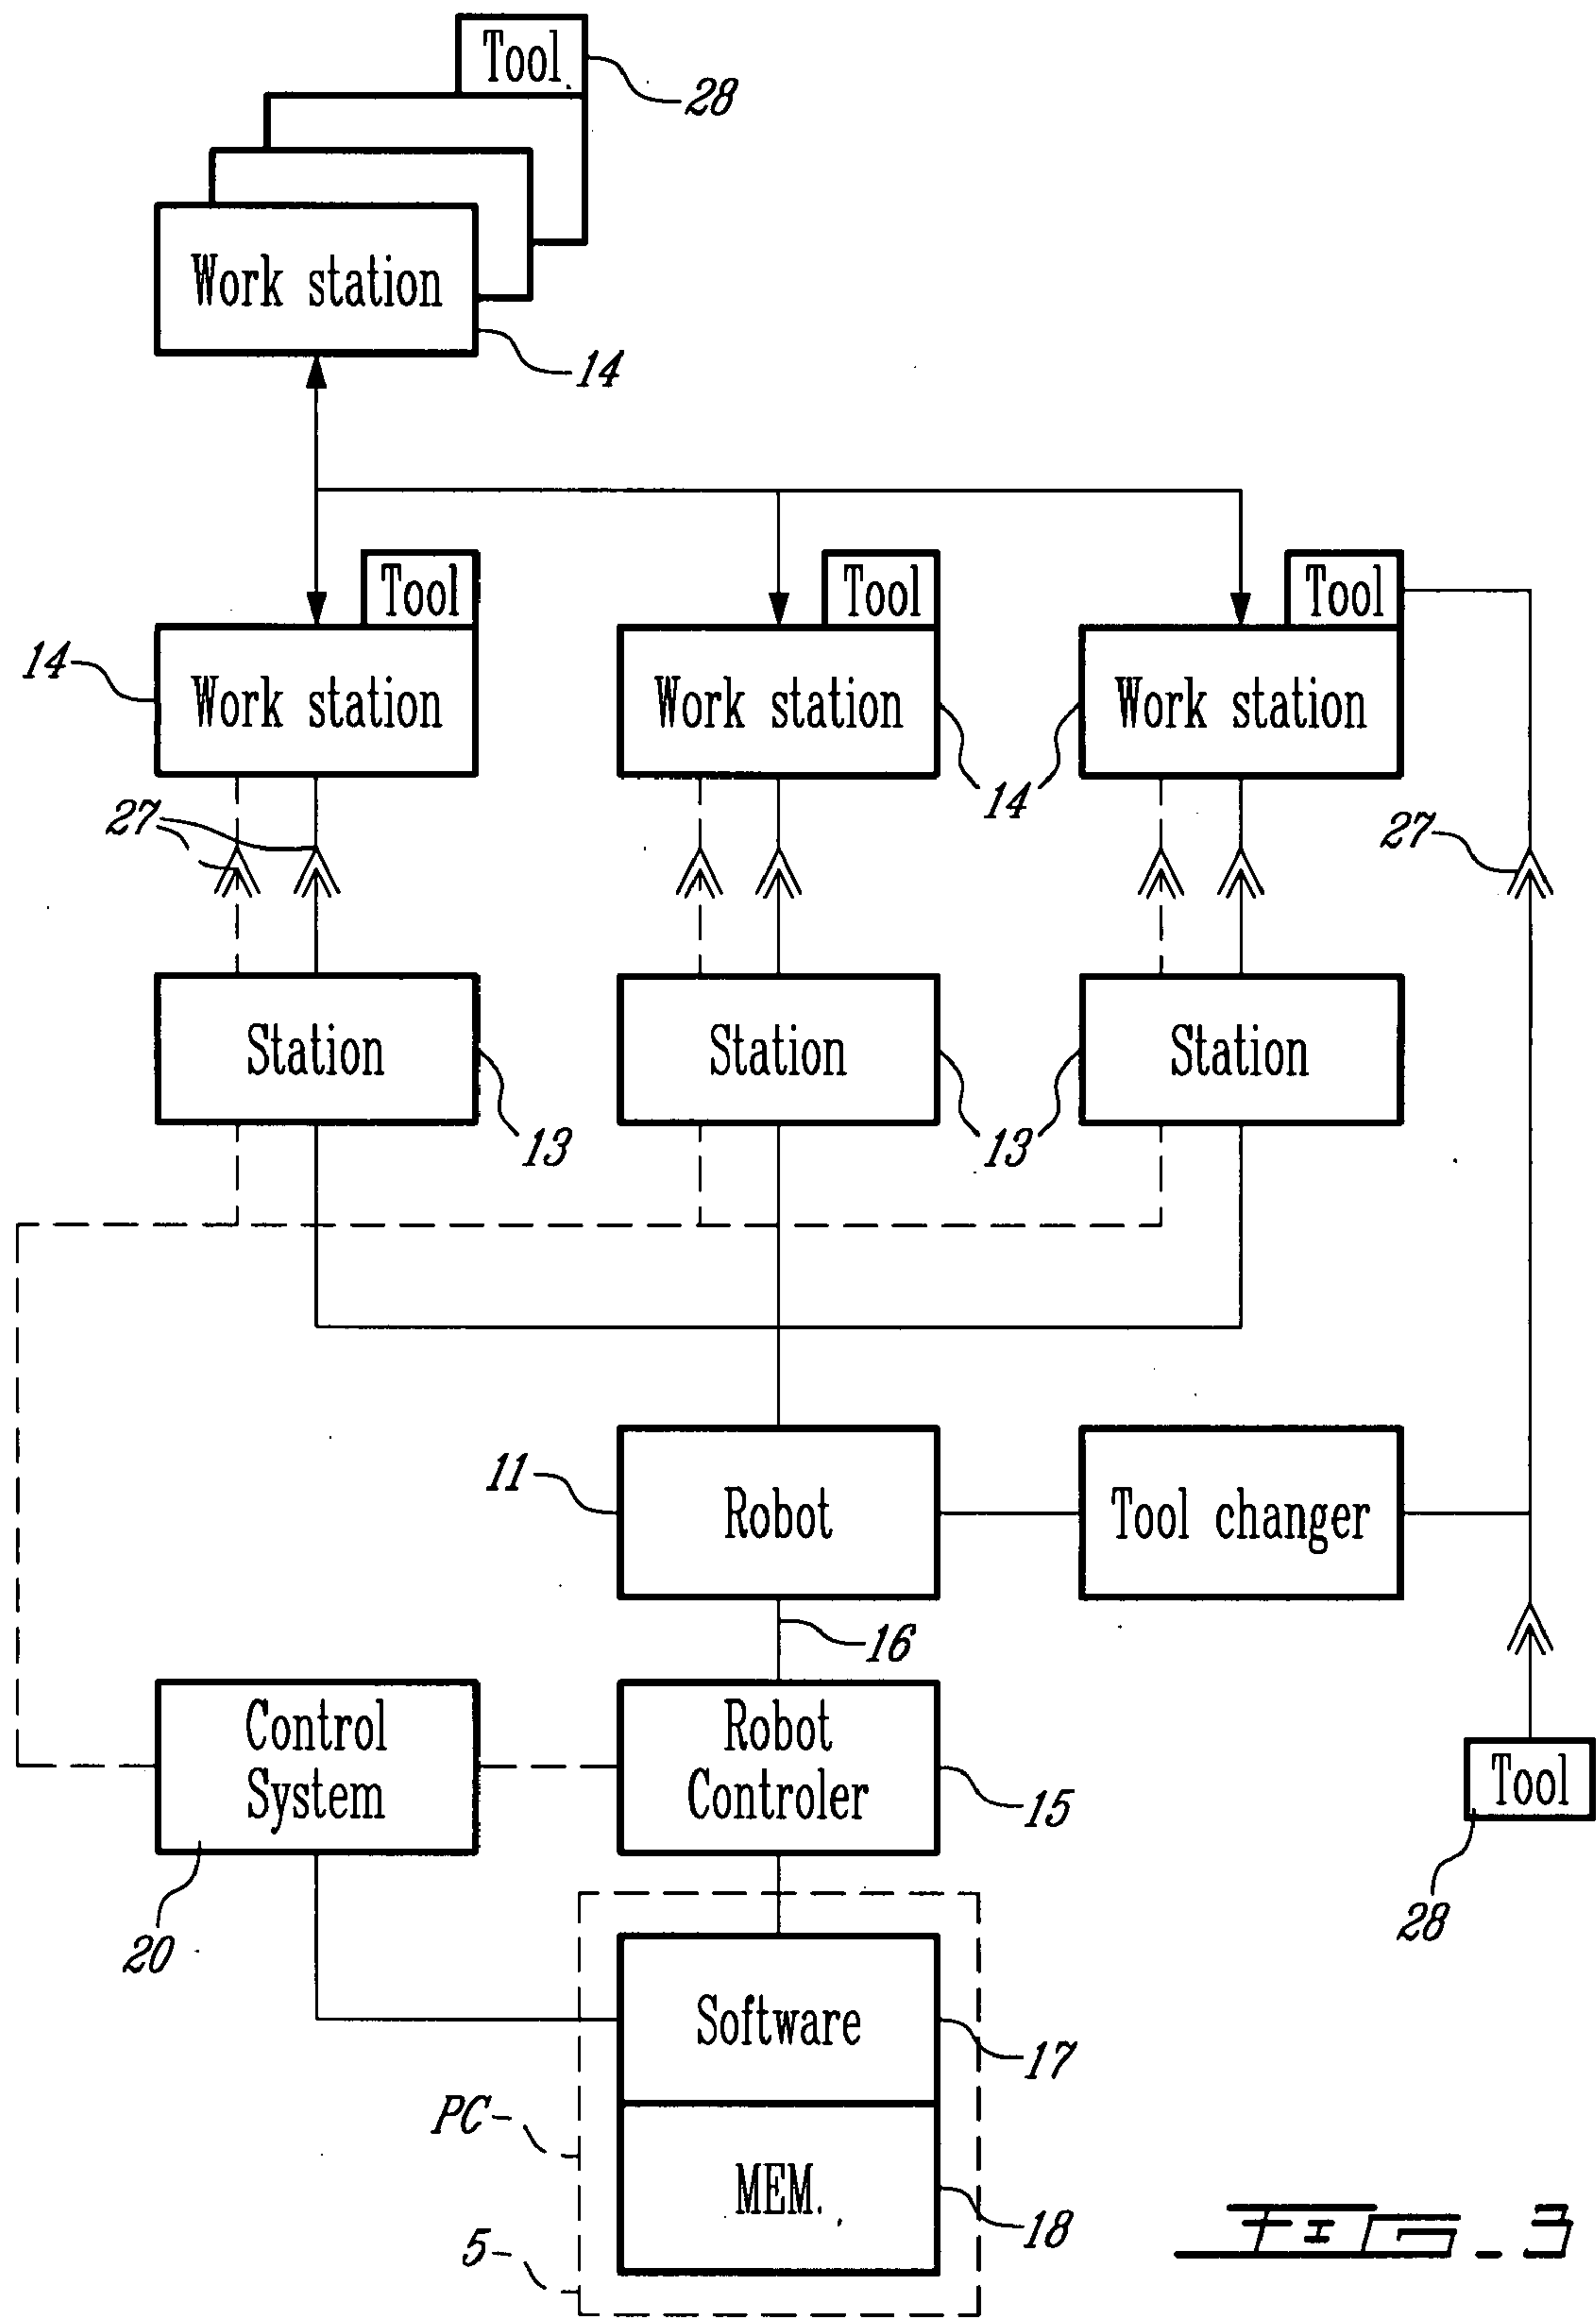 Tool
28
Work station
14
Tool
Tool
Tool
14
Work station
Work station
Work station
14
27
27
Station
Station
Station
13
13
11
Robot
Tool changer
16
Control
System
Robot
Controler
15
Tool
20
28
Software
17
PC
MEM.
18
5
FIG. 3